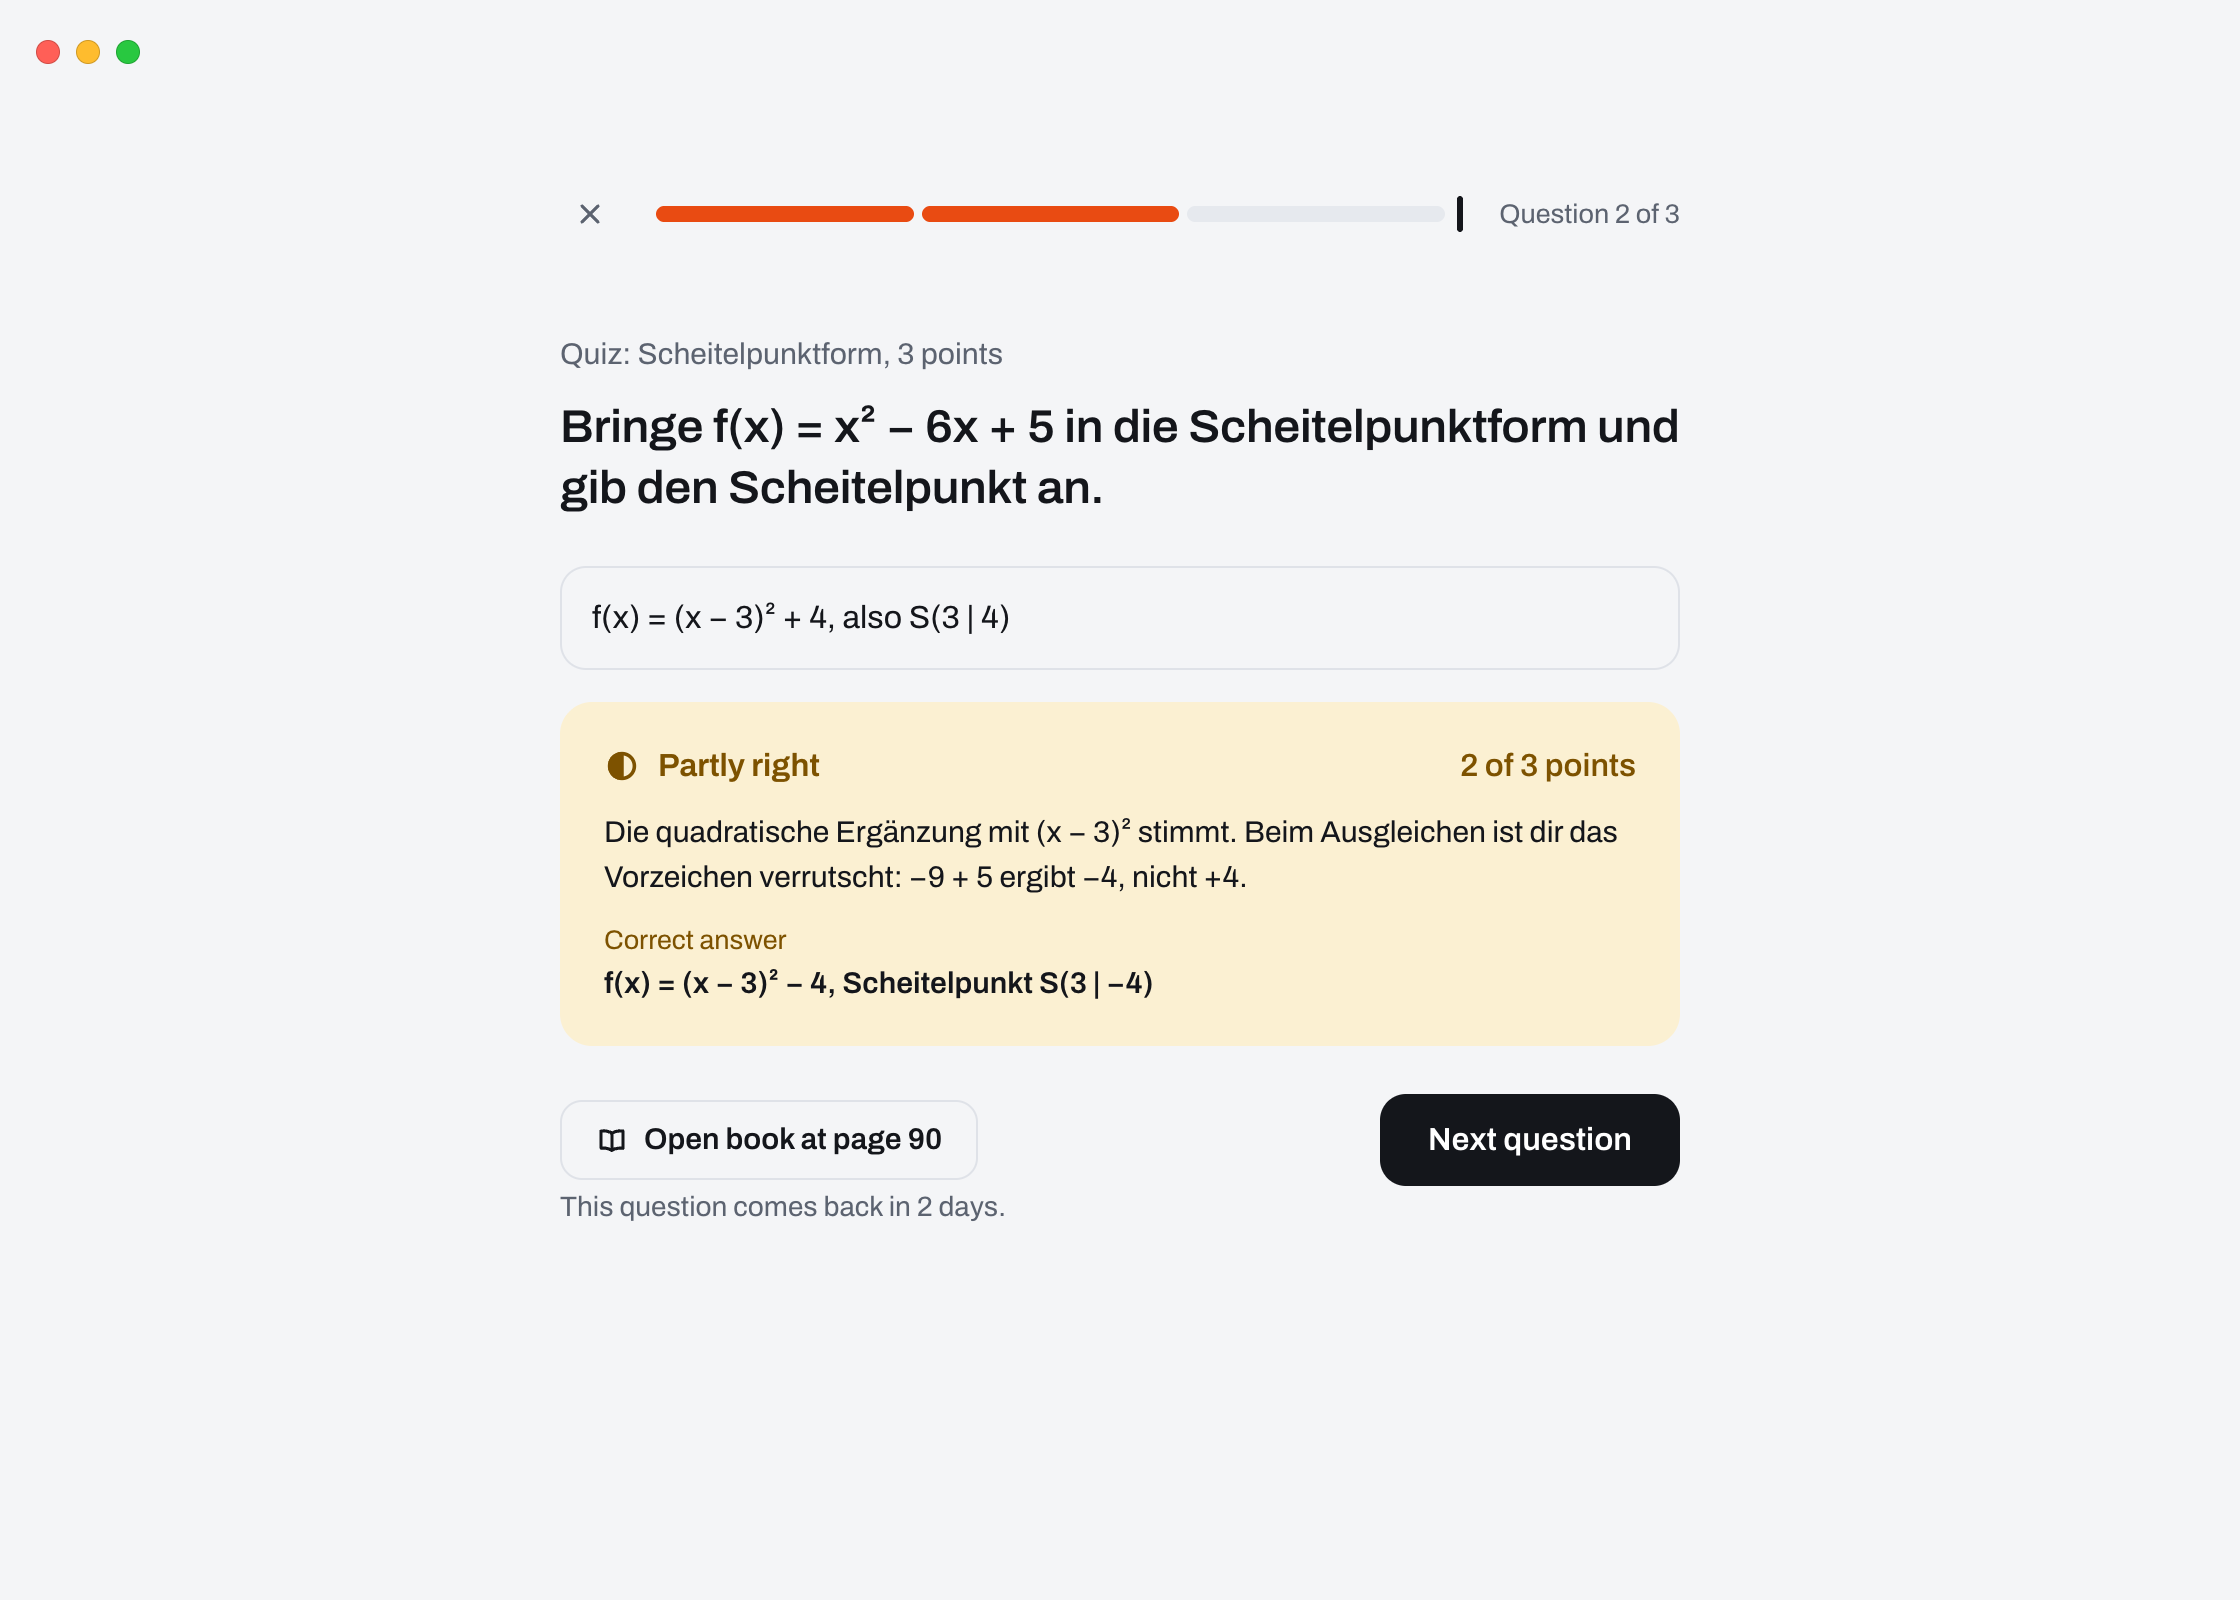 Question 2 of 3
Quiz: Scheitelpunktform, 3 points
Bringe f(x) = x² – 6x + 5 in die Scheitelpunktform und
gib den Scheitelpunkt an.
f(x) = (x – 3)² + 4, also S(3 | 4)
Partly right
2 of 3 points
Die quadratische Ergänzung mit (x – 3)² stimmt. Beim Ausgleichen ist dir das
Vorzeichen verrutscht: –9 + 5 ergibt –4, nicht +4.
Correct answer
f(x) = (x – 3)² – 4, Scheitelpunkt S(3 | –4)
Open book at page 90
Next question
This question comes back in 2 days.